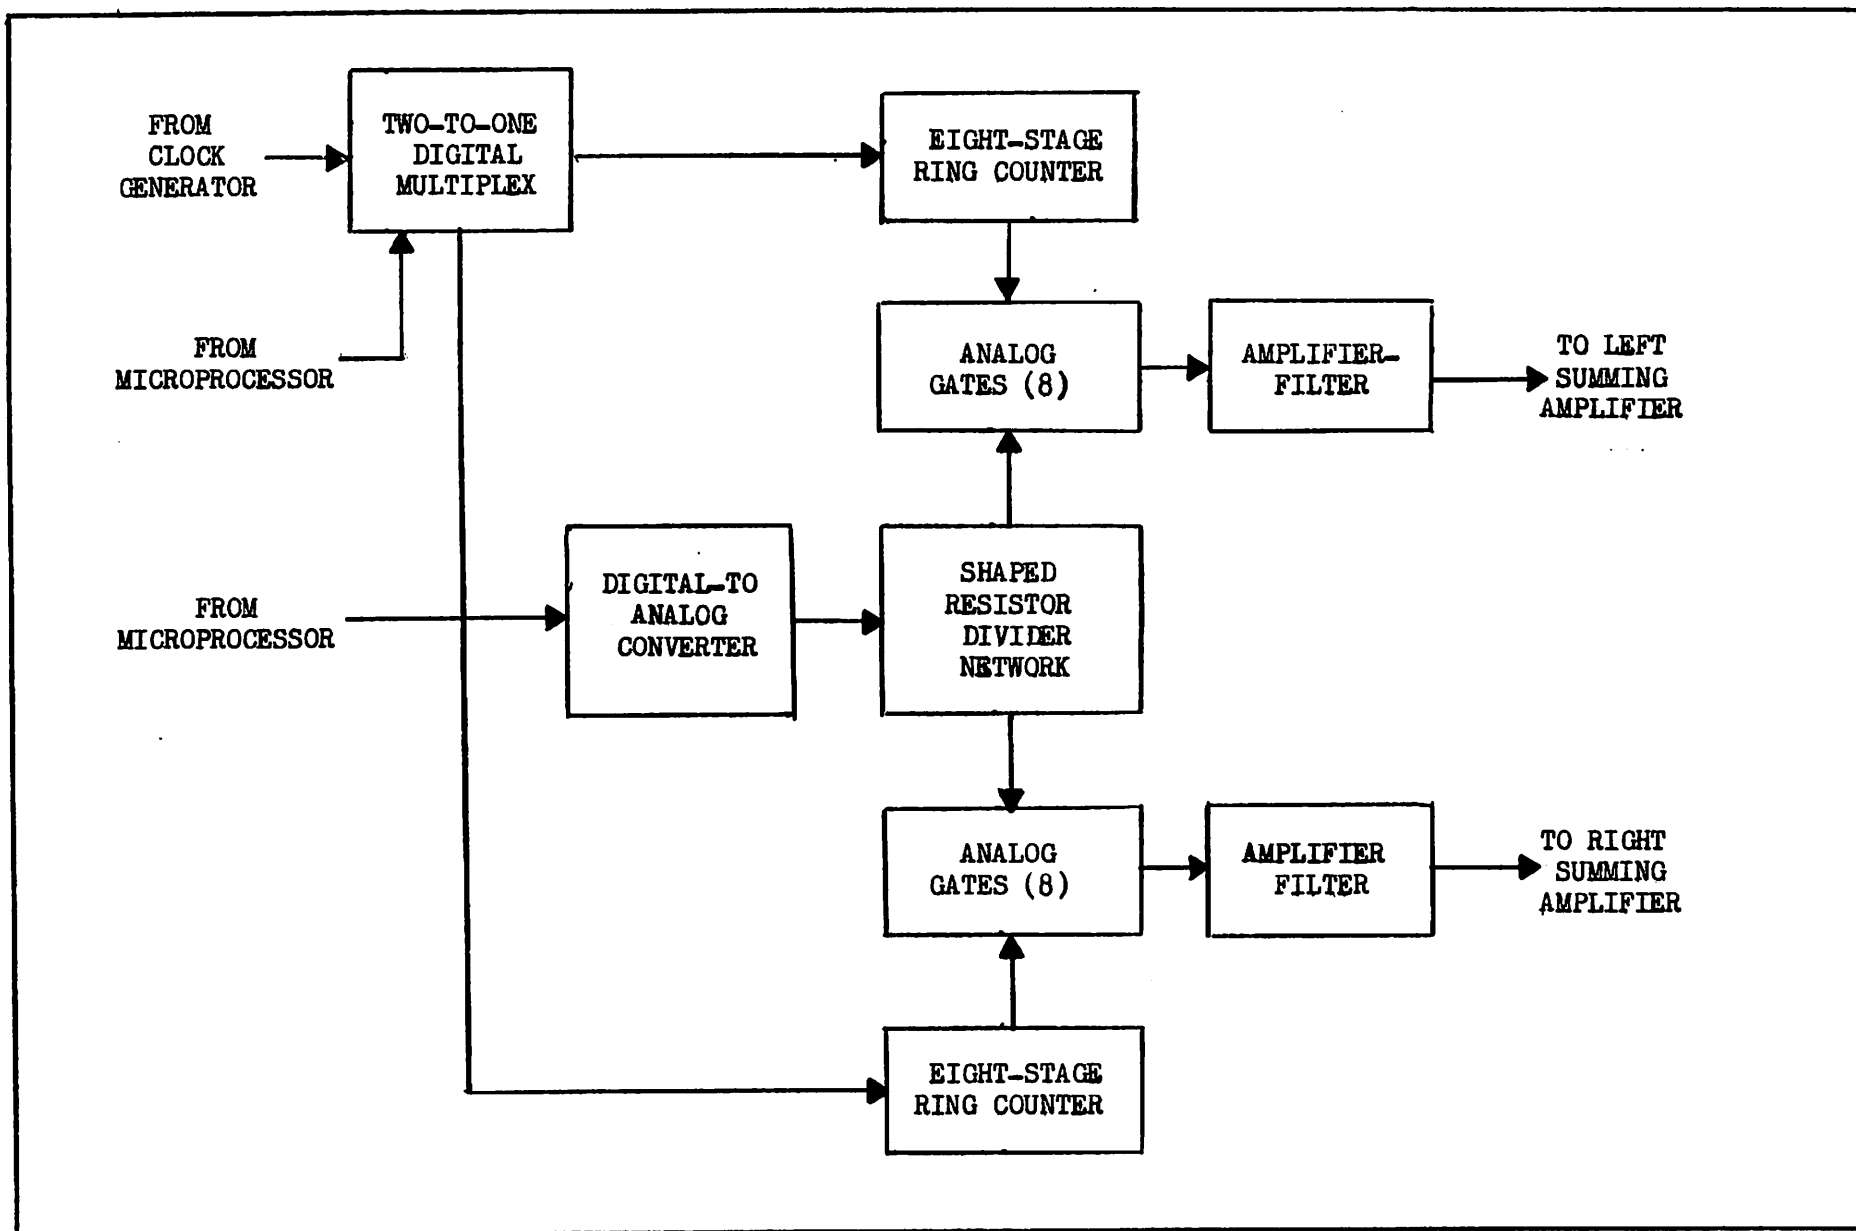 FROM
CLOCK
GENERATOR
TWO-TO-ONE
DIGITAL
MULTIPLEX
EIGHT-STAGE
RING COUNTER
FROM
MICROPROCESSOR
ANALOG
GATES (8)
AMPLIFIER-
FILTER
TO LEFT
SUMMING
AMPLIFIER
FROM
MICROPROCESSOR
DIGITAL-TO
ANALOG
CONVERTER
SHAPED
RESISTOR
DIVIDER
NETWORK
ANALOG
GATES (8)
AMPLIFIER
FILTER
TO RIGHT
SUMMING
AMPLIFIER
EIGHT-STAGE
RING COUNTER